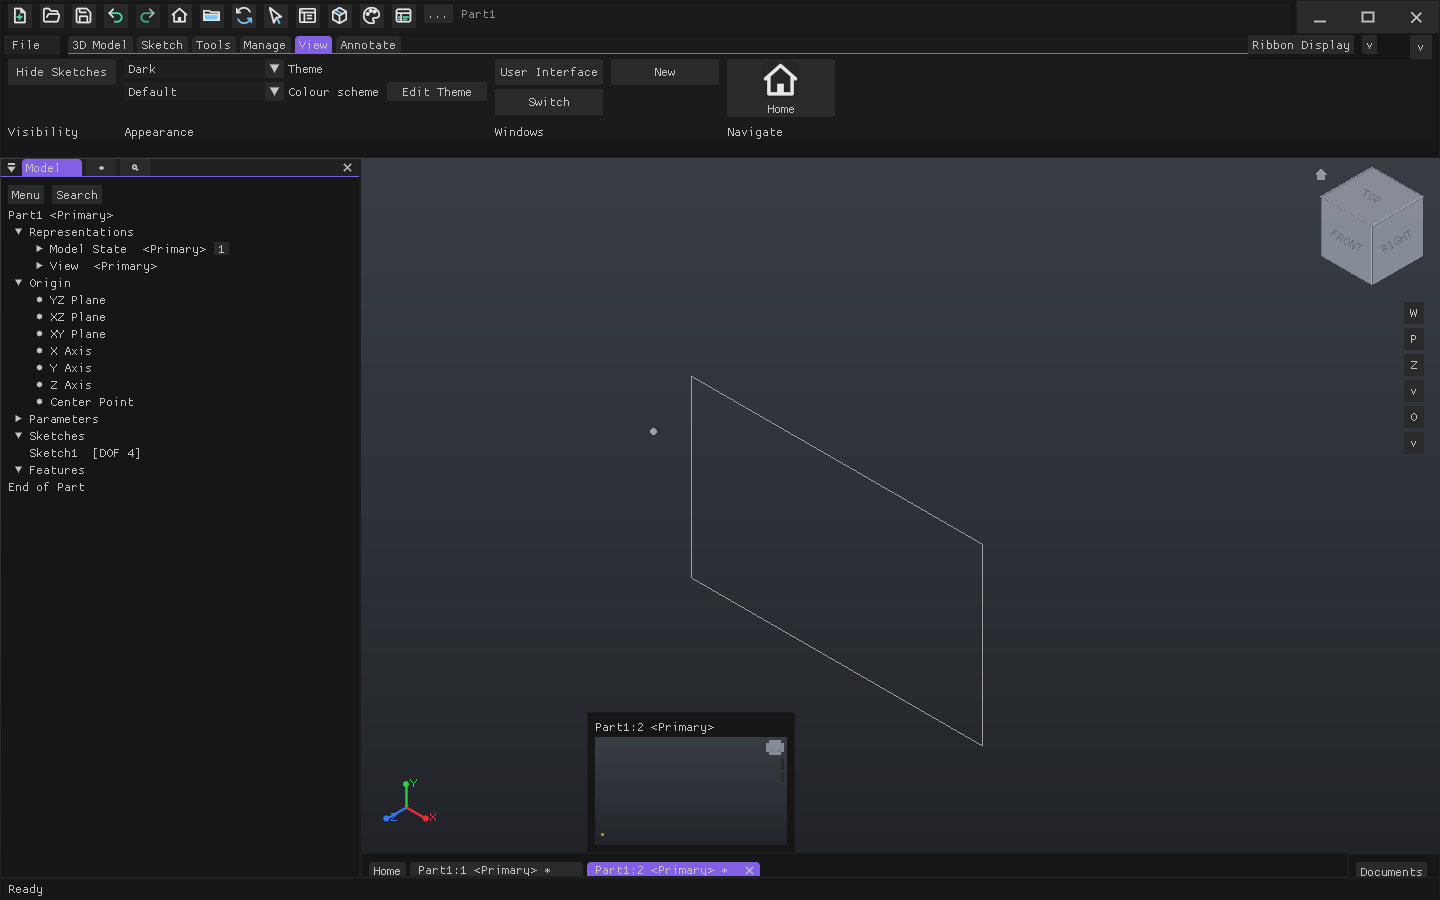 ... Part1
File 3D Model Sketch Tools Manage View Annotate Ribbon Display v v
Hide Sketches Dark Theme User Interface New
Default Colour scheme Edit Theme Switch Home
Visibility Appearance Windows Navigate
Model
Menu Search
Part1 <Primary>
Representations
Model State <Primary> 1
View <Primary>
Origin
YZ Plane
XZ Plane
XY Plane
X Axis
Y Axis
Z Axis
Center Point
Parameters
Sketches
Sketch1 [DOF 4]
Features
End of Part
TOP
FRONT RIGHT
W
P
Z
v
O
v
Part1:2 <Primary>
Y
Z X
Home Part1:1 <Primary> * Part1:2 <Primary> * Documents
Ready